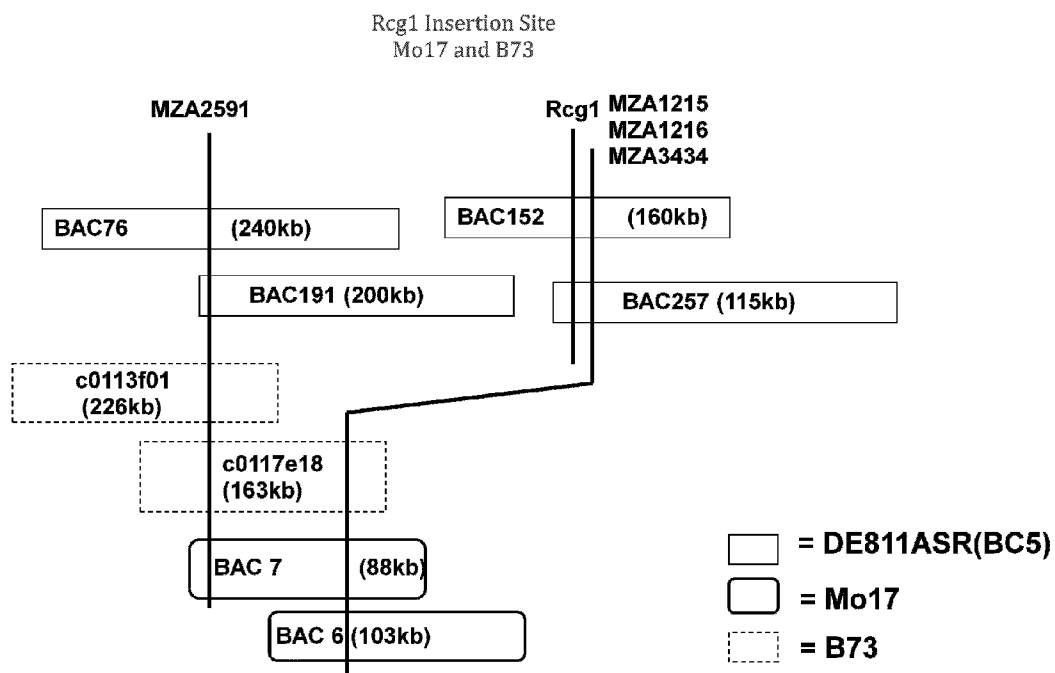 Rcg1 Insertion Site
Mo17 and B73
MZA2591
Rcg1
MZA1215
MZA1216
MZA3434
BAC76 (240kb)
BAC152 (160kb)
BAC191 (200kb)
BAC257 (115kb)
c0113f01
(226kb)
c0117e18
(163kb)
BAC 7 (88kb)
BAC 6 (103kb)
= DE811ASR(BC5)
= Mo17
= B73